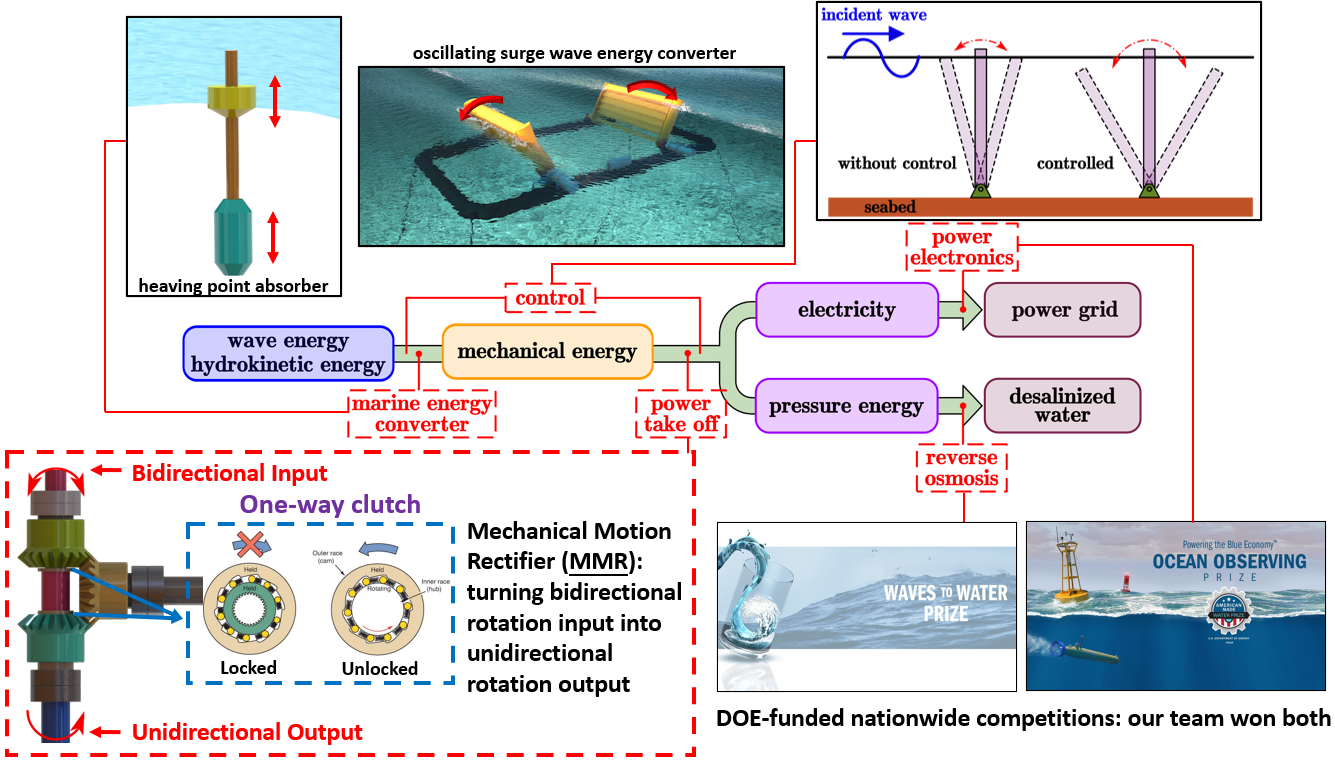 incident wave
oscillating surge wave energy converter
without control
controlled
seabed
heaving point absorber
power
electronics
control
electricity
power grid
wave energy
hydrokinetic energy
mechanical energy
marine energy
converter
power
take off
pressure energy
desalinized
water
reverse
osmosis
Bidirectional Input
One-way clutch
Outer race
(cam)
Held
Held
Held
Rotating
Inner race
(hub)
Locked
Unlocked
Unidirectional Output
Mechanical Motion
Rectifier (MMR):
turning bidirectional
rotation input into
unidirectional
rotation output
WAVES TO WATER
PRIZE
Powering the Blue Economy™
OCEAN OBSERVING
PRIZE
AMERICAN
MADE
WATER PRIZE
U.S. DEPARTMENT OF ENERGY
DOE-funded nationwide competitions: our team won both